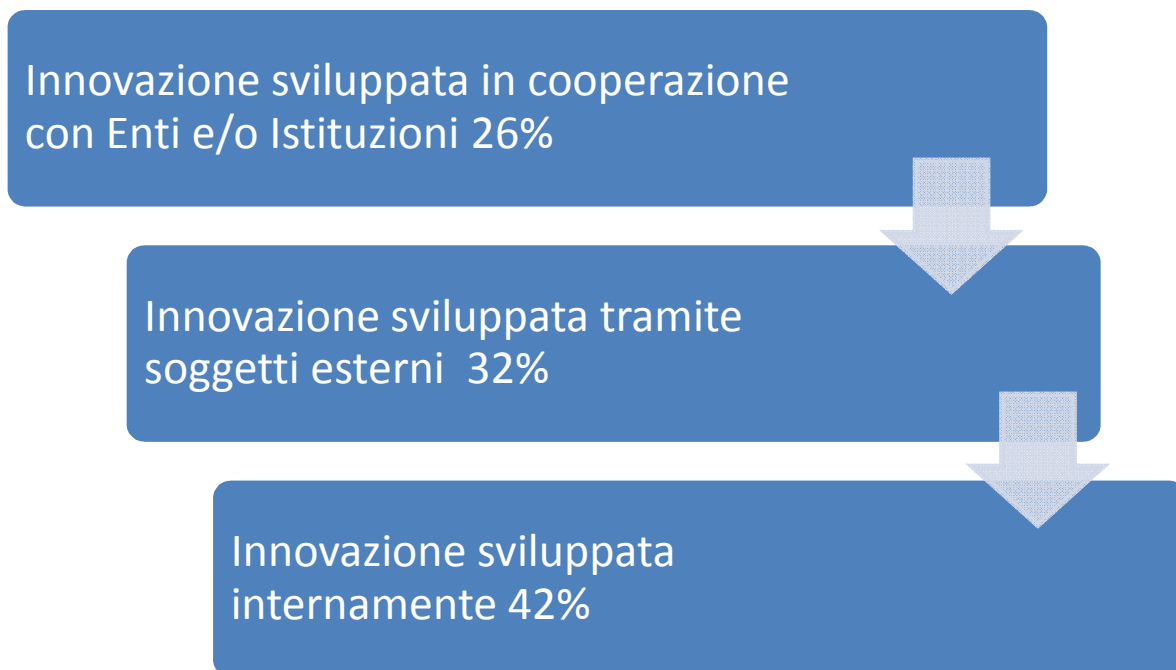 Innovazione sviluppata in cooperazione
con Enti e/o Istituzioni 26%
Innovazione sviluppata tramite
soggetti esterni  32%
Innovazione sviluppata
internamente 42%